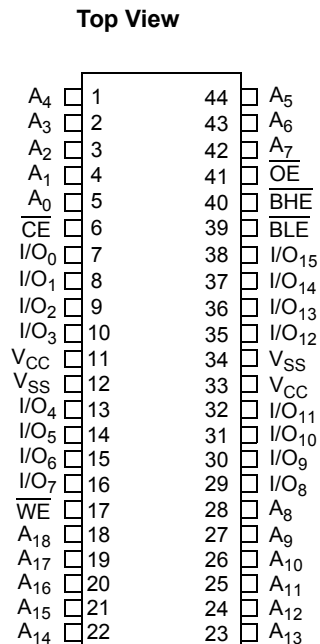 Top View
A4 1 44 A5
A3 2 43 A6
A2 3 42 A7
A1 4 41 OE
A0 5 40 BHE
CE 6 39 BLE
I/O0 7 38 I/O15
I/O1 8 37 I/O14
I/O2 9 36 I/O13
I/O3 10 35 I/O12
VCC 11 34 VSS
VSS 12 33 VCC
I/O4 13 32 I/O11
I/O5 14 31 I/O10
I/O6 15 30 I/O9
I/O7 16 29 I/O8
WE 17 28 A8
A18 18 27 A9
A17 19 26 A10
A16 20 25 A11
A15 21 24 A12
A14 22 23 A13